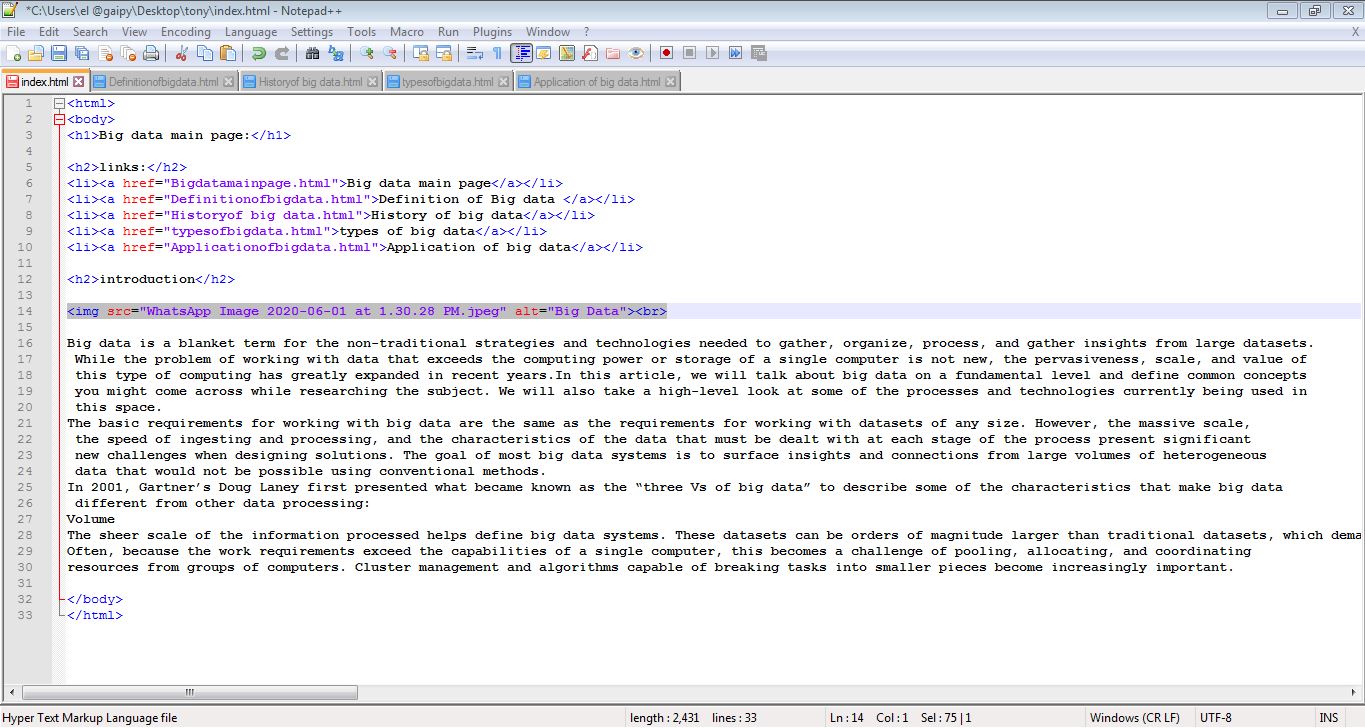 *C:\Users\el @gaipy\Desktop\tony\index.html - Notepad++
File Edit Search View Encoding Language Settings Tools Macro Run Plugins Window ? X
index.html Definitionofbigdata.html Historyof big data.html typesofbigdata.html Application of big data.html
1 <html>
2 <body>
3 <h1>Big data main page:</h1>
4
5 <h2>links:</h2>
6 <li><a href="Bigdatamainpage.html">Big data main page</a></li>
7 <li><a href="Definitionofbigdata.html">Definition of Big data </a></li>
8 <li><a href="Historyof big data.html">History of big data</a></li>
9 <li><a href="typesofbigdata.html">types of big data</a></li>
10 <li><a href="Applicationofbigdata.html">Application of big data</a></li>
11
12 <h2>introduction</h2>
13
14 <img src="WhatsApp Image 2020-06-01 at 1.30.28 PM.jpeg" alt="Big Data"><br>
15
16 Big data is a blanket term for the non-traditional strategies and technologies needed to gather, organize, process, and gather insights from large datasets.
17 While the problem of working with data that exceeds the computing power or storage of a single computer is not new, the pervasiveness, scale, and value of
18 this type of computing has greatly expanded in recent years.In this article, we will talk about big data on a fundamental level and define common concepts
19 you might come across while researching the subject. We will also take a high-level look at some of the processes and technologies currently being used in
20 this space.
21 The basic requirements for working with big data are the same as the requirements for working with datasets of any size. However, the massive scale,
22 the speed of ingesting and processing, and the characteristics of the data that must be dealt with at each stage of the process present significant
23 new challenges when designing solutions. The goal of most big data systems is to surface insights and connections from large volumes of heterogeneous
24 data that would not be possible using conventional methods.
25 In 2001, Gartner’s Doug Laney first presented what became known as the “three Vs of big data” to describe some of the characteristics that make big data
26 different from other data processing:
27 Volume
28 The sheer scale of the information processed helps define big data systems. These datasets can be orders of magnitude larger than traditional datasets, which dema
29 Often, because the work requirements exceed the capabilities of a single computer, this becomes a challenge of pooling, allocating, and coordinating
30 resources from groups of computers. Cluster management and algorithms capable of breaking tasks into smaller pieces become increasingly important.
31
32 </body>
33 </html>
Hyper Text Markup Language file length : 2,431 lines : 33 Ln : 14 Col : 1 Sel : 75 | 1 Windows (CR LF) UTF-8 INS